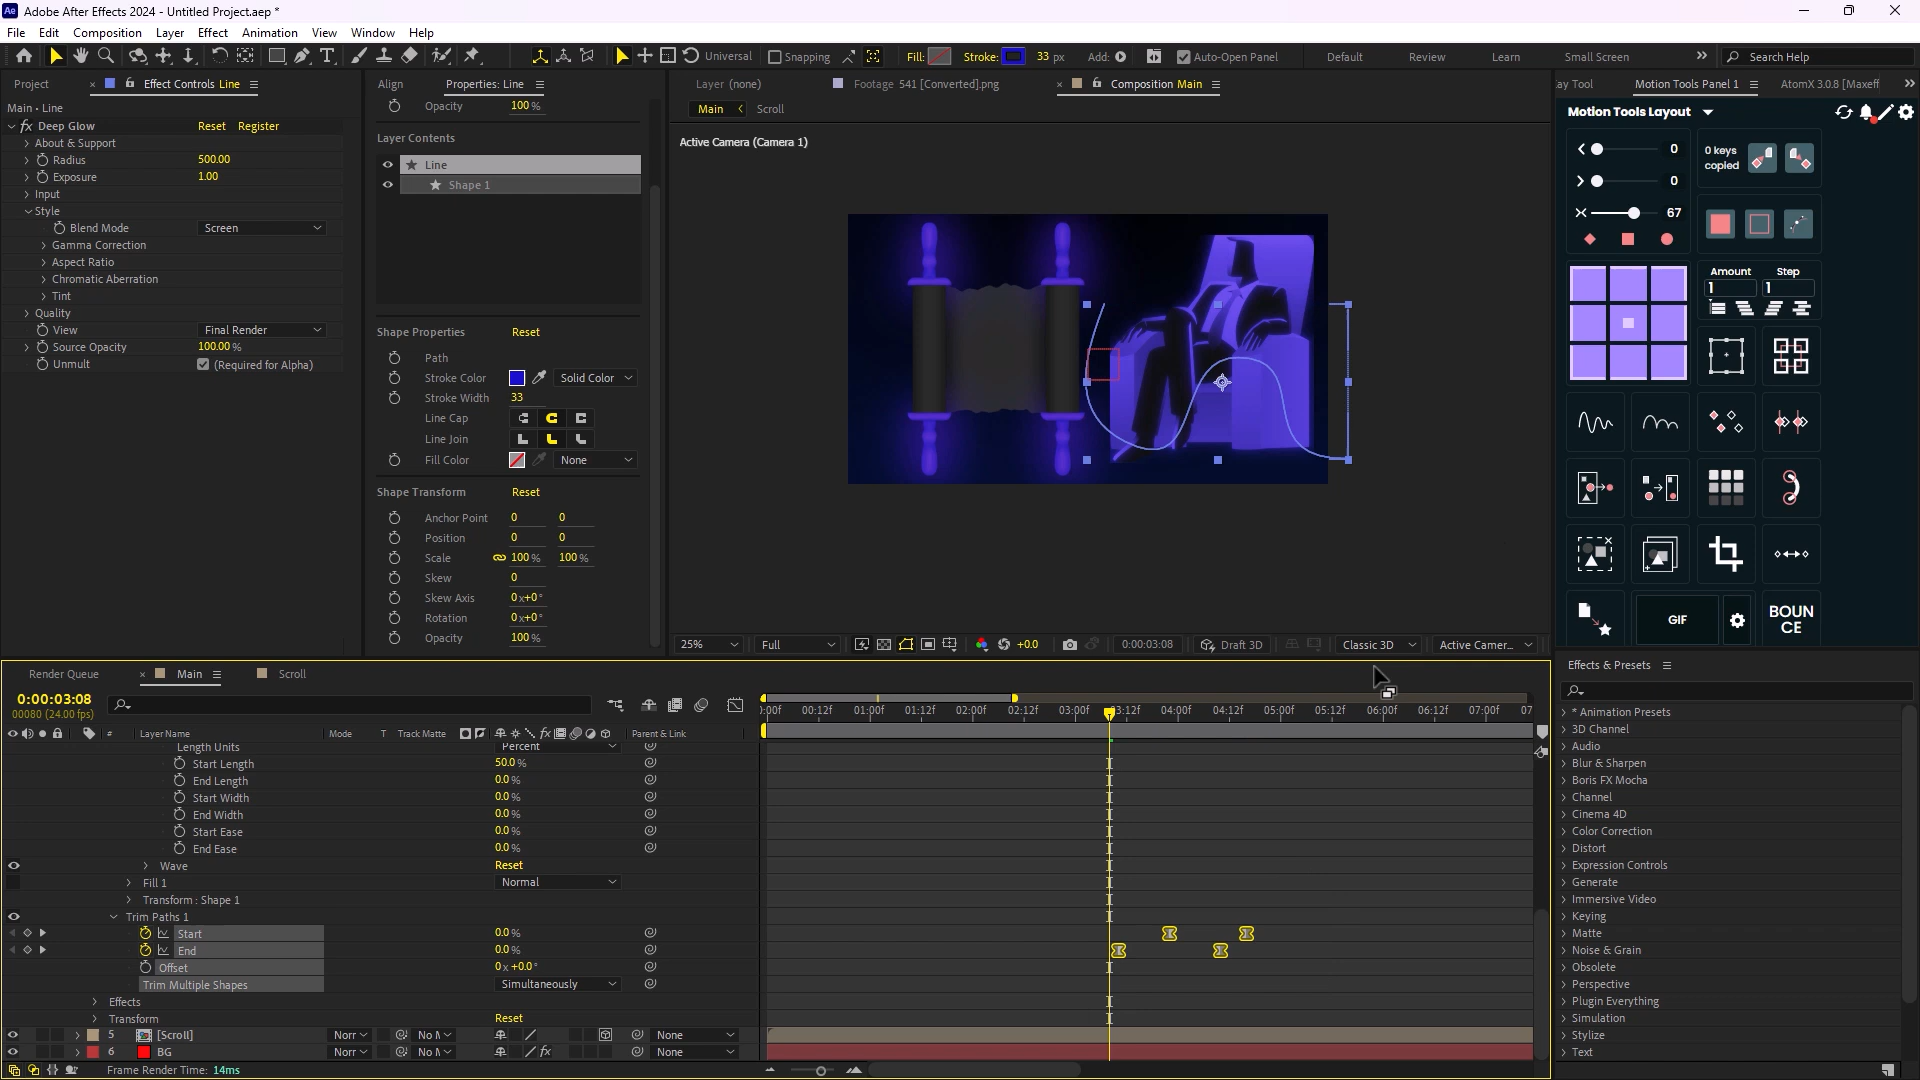 Adobe After Effects 2024 - Untitled Project.aep *
File Edit Composition Layer Effect Animation View Window Help
Universal Snapping Fill: Stroke: 33 px Add: Auto-Open Panel Default Review Learn Small Screen Search Help
Project Effect Controls Line
Main • Line
Deep Glow Reset Register
About & Support
Radius 500.00
Exposure 1.00
Input
Style
Blend Mode Screen
Gamma Correction
Aspect Ratio
Chromatic Aberration
Tint
Quality
View Final Render
Source Opacity 100.00 %
Unmult (Required for Alpha)
Align Properties: Line
Opacity 100 %
Layer Contents
Line
Shape 1
Shape Properties Reset
Path
Stroke Color Solid Color
Stroke Width 33
Line Cap
Line Join
Fill Color None
Shape Transform Reset
Anchor Point 0 0
Position 0 0
Scale 100 % 100 %
Skew 0
Skew Axis 0x+0°
Rotation 0x+0°
Opacity 100 %
Layer (none) Footage 541 [Converted].png Composition Main
Main Scroll
Active Camera (Camera 1)
25% Full +0.0 0:00:03:08 Draft 3D Classic 3D Active Camer...
ay Tool Motion Tools Panel 1 AtomX 3.0.8 [Maxeff
Motion Tools Layout
0 0 keys copied
0
67
Amount Step
1 1
GIF BOUN
CE
Effects & Presets
* Animation Presets
3D Channel
Audio
Blur & Sharpen
Boris FX Mocha
Channel
Cinema 4D
Color Correction
Distort
Expression Controls
Generate
Immersive Video
Keying
Matte
Noise & Grain
Obsolete
Perspective
Plugin Everything
Simulation
Stylize
Text
Render Queue Main Scroll
0:00:03:08
00080 (24.00 fps)
:00f 00:12f 01:00f 01:12f 02:00f 02:12f 03:00f 03:12f 04:00f 04:12f 05:00f 05:12f 06:00f 06:12f 07:00f 07
# Layer Name Mode T Track Matte Parent & Link
Length Units Percent
Start Length 50.0 %
End Length 0.0 %
Start Width 0.0 %
End Width 0.0 %
Start Ease 0.0 %
End Ease 0.0 %
Wave Reset
Fill 1 Normal
Transform : Shape 1
Trim Paths 1
Start 0.0 %
End 0.0 %
Offset 0 x +0.0°
Trim Multiple Shapes Simultaneously
Effects
Transform Reset
5 [Scroll] Norr No M None
6 BG Norr No M None
Frame Render Time: 14ms